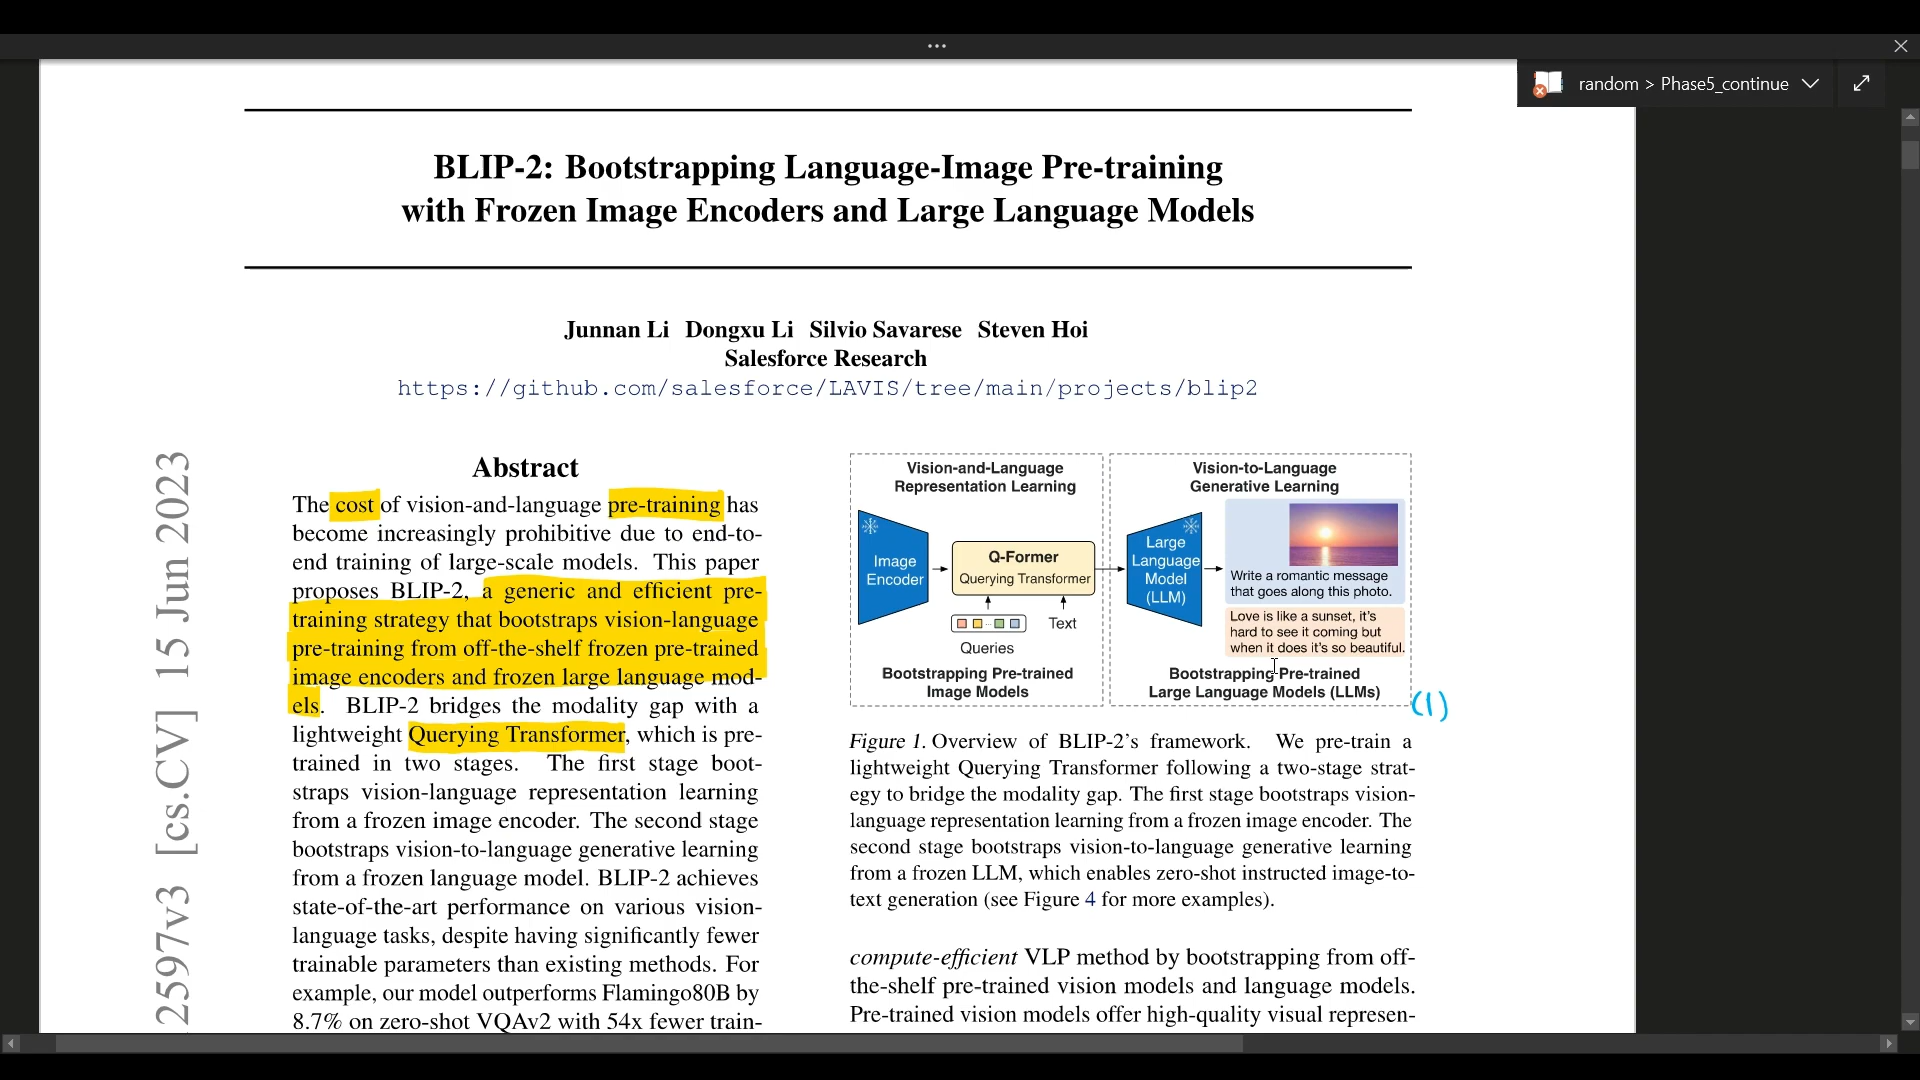 ...
random > Phase5_continue
BLIP-2: Bootstrapping Language-Image Pre-training
with Frozen Image Encoders and Large Language Models
Junnan Li Dongxu Li Silvio Savarese Steven Hoi
Salesforce Research
https://github.com/salesforce/LAVIS/tree/main/projects/blip2
2597v3 [cs.CV] 15 Jun 2023
Abstract
The cost of vision-and-language pre-training has
become increasingly prohibitive due to end-to-
end training of large-scale models. This paper
proposes BLIP-2, a generic and efficient pre-
training strategy that bootstraps vision-language
pre-training from off-the-shelf frozen pre-trained
image encoders and frozen large language mod-
els. BLIP-2 bridges the modality gap with a
lightweight Querying Transformer, which is pre-
trained in two stages. The first stage boot-
straps vision-language representation learning
from a frozen image encoder. The second stage
bootstraps vision-to-language generative learning
from a frozen language model. BLIP-2 achieves
state-of-the-art performance on various vision-
language tasks, despite having significantly fewer
trainable parameters than existing methods. For
example, our model outperforms Flamingo80B by
8.7% on zero-shot VQAv2 with 54x fewer train-
Vision-and-Language
Representation Learning
Image
Encoder
Q-Former
Querying Transformer
Queries
Text
Bootstrapping Pre-trained
Image Models
Vision-to-Language
Generative Learning
Large
Language
Model
(LLM)
Write a romantic message
that goes along this photo.
Love is like a sunset, it's
hard to see it coming but
when it does it's so beautiful.
Bootstrapping Pre-trained
Large Language Models (LLMs)
(1)
Figure 1. Overview of BLIP-2's framework. We pre-train a
lightweight Querying Transformer following a two-stage strat-
egy to bridge the modality gap. The first stage bootstraps vision-
language representation learning from a frozen image encoder. The
second stage bootstraps vision-to-language generative learning
from a frozen LLM, which enables zero-shot instructed image-to-
text generation (see Figure 4 for more examples).
compute-efficient VLP method by bootstrapping from off-
the-shelf pre-trained vision models and language models.
Pre-trained vision models offer high-quality visual represen-